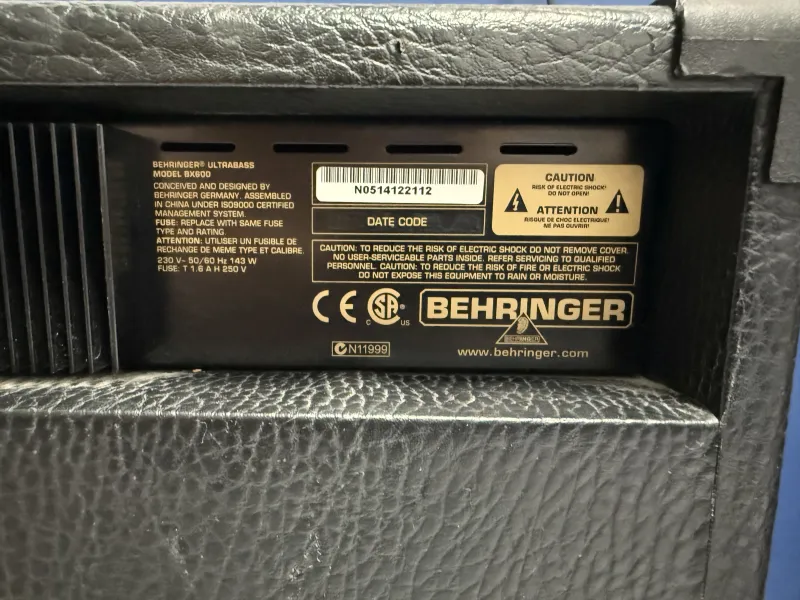 BEHRINGER® ULTRABASS
MODEL BX600
CONCEIVED AND DESIGNED BY
BEHRINGER GERMANY. ASSEMBLED
IN CHINA UNDER ISO9000 CERTIFIED
MANAGEMENT SYSTEM.
FUSE: REPLACE WITH SAME FUSE
TYPE AND RATING.
ATTENTION: UTILISER UN FUSIBLE DE
RECHANGE DE MEME TYPE ET CALIBRE.
230 V~ 50/60 Hz 143 W
FUSE: T 1.6 A H 250 V
N0514122112
DATE CODE
CAUTION
RISK OF ELECTRIC SHOCK!
DO NOT OPEN!
ATTENTION
RISQUE DE CHOC ELECTRIQUE!
NE PAS OUVRIR!
CAUTION: TO REDUCE THE RISK OF ELECTRIC SHOCK DO NOT REMOVE COVER.
NO USER-SERVICEABLE PARTS INSIDE. REFER SERVICING TO QUALIFIED
PERSONNEL. CAUTION: TO REDUCE THE RISK OF FIRE OR ELECTRIC SHOCK
DO NOT EXPOSE THIS EQUIPMENT TO RAIN OR MOISTURE.
CE
C SA® US
BEHRINGER
BEHRINGER
N11999
www.behringer.com